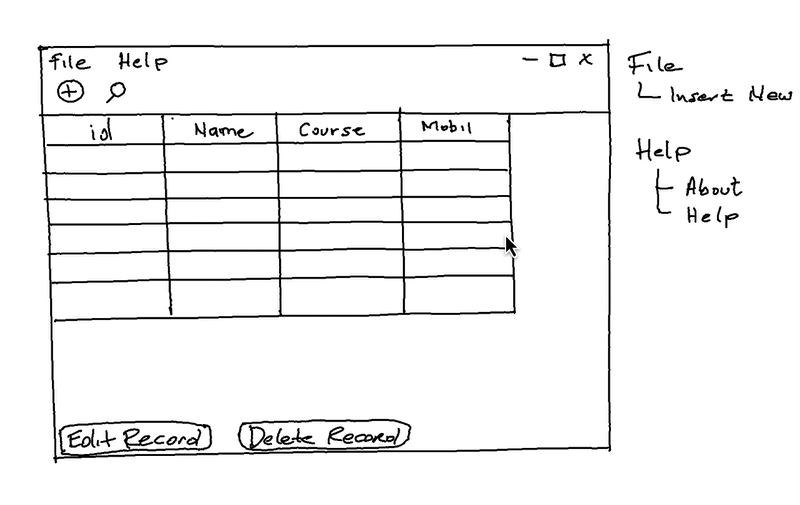 File Help
id Name Course Mobil
Edit Record Delete Record
File
Insert New
Help
About
Help